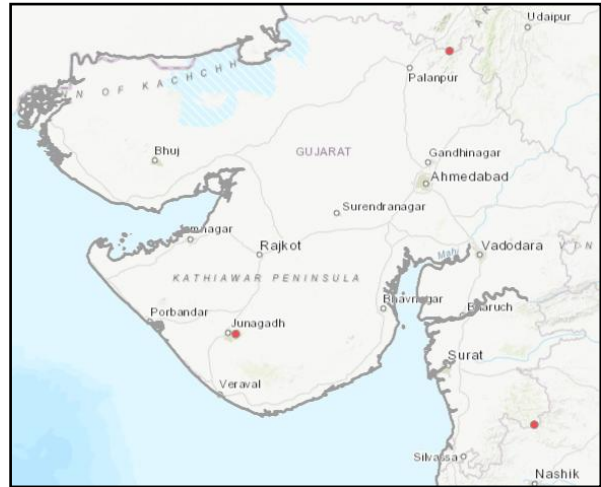 Udaipur
Palanpur
N OF KACHCHH
Bhuj
GUJARAT
Gandhinagar
Ahmedabad
Surendranagar
Rajkot
Mahi
Vadodara
KATHIAWAR PENINSULA
Porbandar
Bhavnagar
Bharuch
Junagadh
Surat
Veraval
Silvassa
Nashik